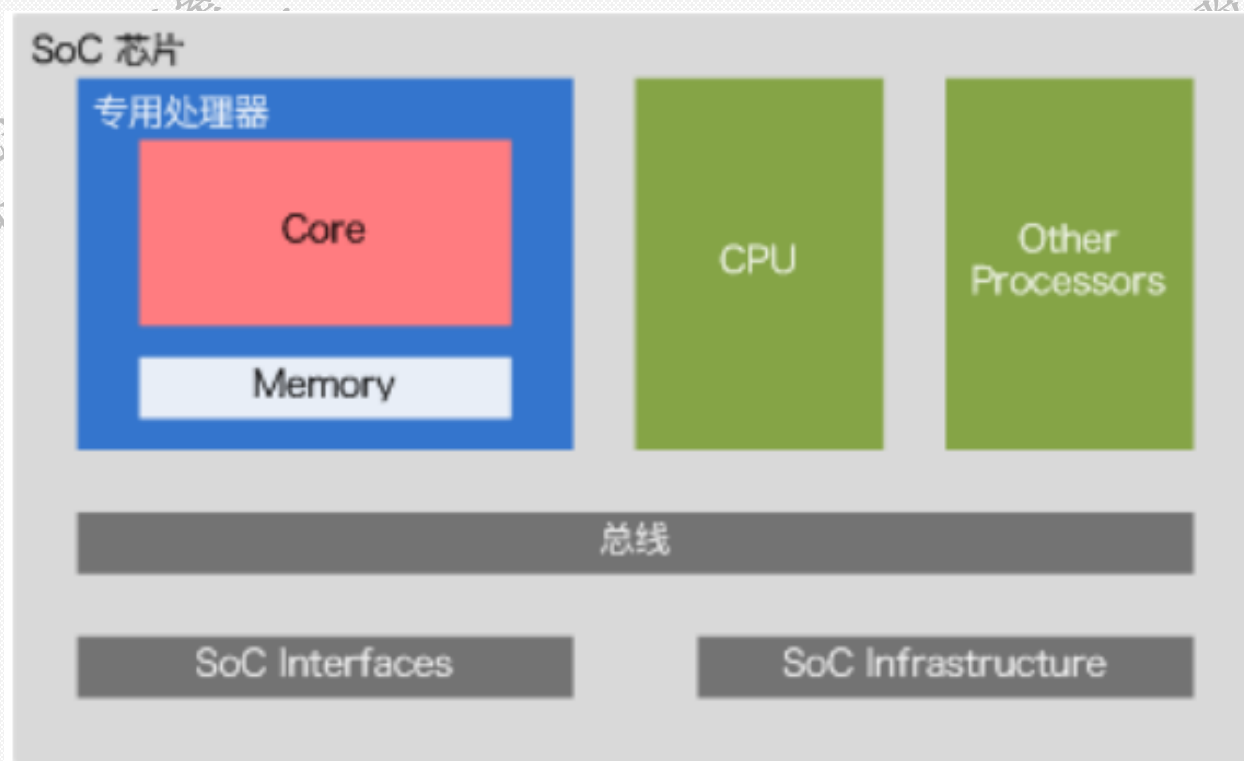 SoC 芯片
专用处理器
Core
Memory
CPU
Other
Processors
总线
SoC Interfaces
SoC Infrastructure